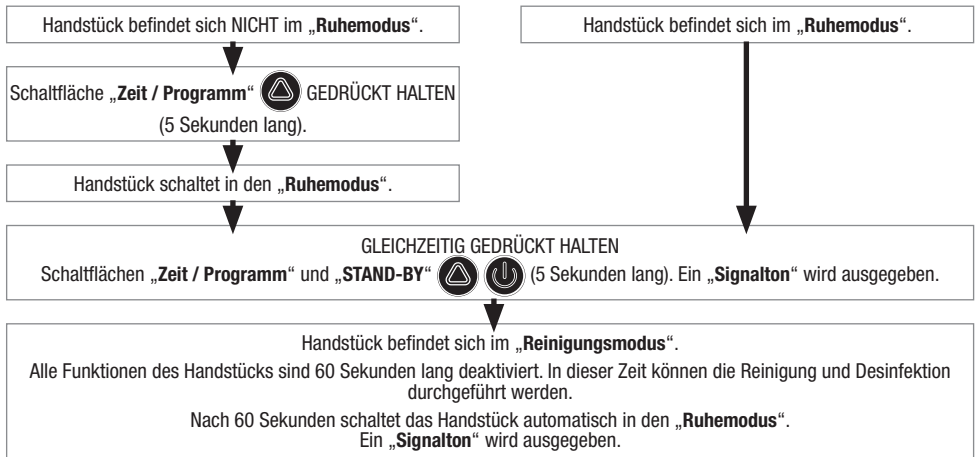 Handstück befindet sich NICHT im „Ruhemodus“.
Handstück befindet sich im „Ruhemodus“.
Schaltfläche „Zeit / Programm“ GEDRÜCKT HALTEN
(5 Sekunden lang).
Handstück schaltet in den „Ruhemodus“.
GLEICHZEITIG GEDRÜCKT HALTEN
Schaltflächen „Zeit / Programm“ und „STAND-BY“ (5 Sekunden lang). Ein „Signalton“ wird ausgegeben.
Handstück befindet sich im „Reinigungsmodus“.
Alle Funktionen des Handstücks sind 60 Sekunden lang deaktiviert. In dieser Zeit können die Reinigung und Desinfektion
durchgeführt werden.
Nach 60 Sekunden schaltet das Handstück automatisch in den „Ruhemodus“.
Ein „Signalton“ wird ausgegeben.